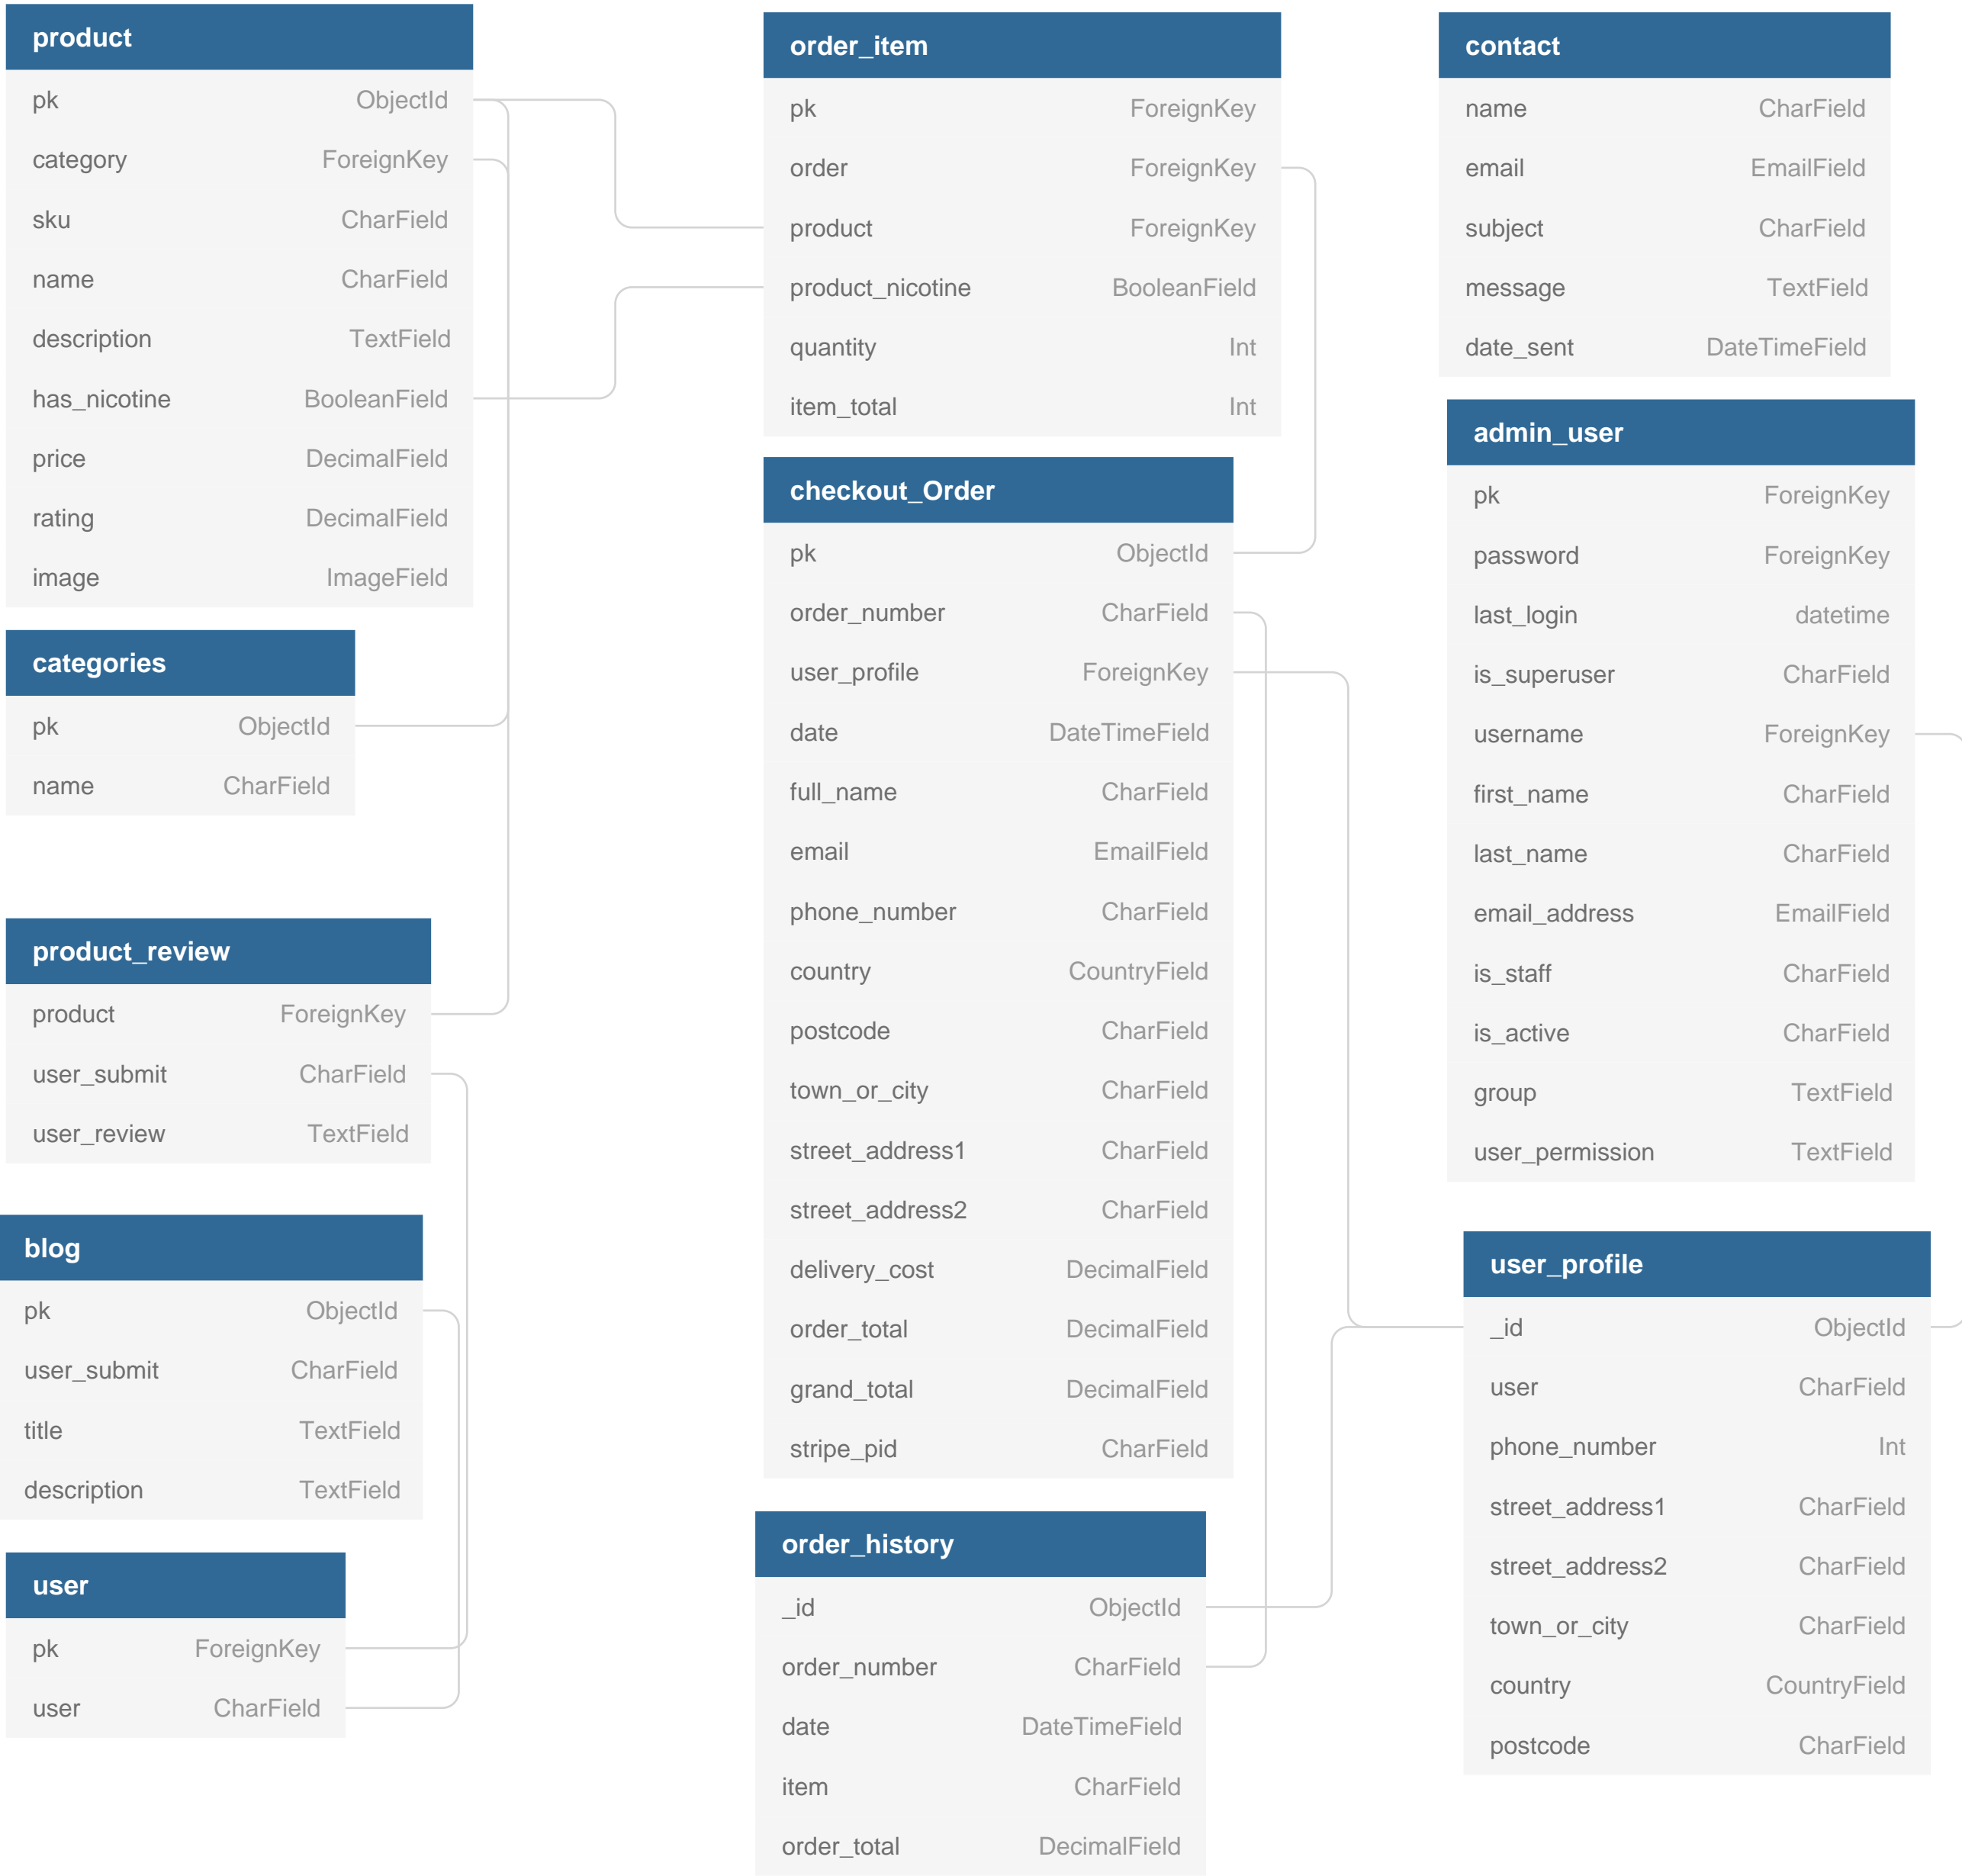 product
pk ObjectId
category ForeignKey
sku CharField
name CharField
description TextField
has_nicotine BooleanField
price DecimalField
rating DecimalField
image ImageField
categories
pk ObjectId
name CharField
product_review
product ForeignKey
user_submit CharField
user_review TextField
blog
pk ObjectId
user_submit CharField
title TextField
description TextField
user
pk ForeignKey
user CharField
order_item
pk ForeignKey
order ForeignKey
product ForeignKey
product_nicotine BooleanField
quantity Int
item_total Int
checkout_Order
pk ObjectId
order_number CharField
user_profile ForeignKey
date DateTimeField
full_name CharField
email EmailField
phone_number CharField
country CountryField
postcode CharField
town_or_city CharField
street_address1 CharField
street_address2 CharField
delivery_cost DecimalField
order_total DecimalField
grand_total DecimalField
stripe_pid CharField
order_history
_id ObjectId
order_number CharField
date DateTimeField
item CharField
order_total DecimalField
contact
name CharField
email EmailField
subject CharField
message TextField
date_sent DateTimeField
admin_user
pk ForeignKey
password ForeignKey
last_login datetime
is_superuser CharField
username ForeignKey
first_name CharField
last_name CharField
email_address EmailField
is_staff CharField
is_active CharField
group TextField
user_permission TextField
user_profile
_id ObjectId
user CharField
phone_number Int
street_address1 CharField
street_address2 CharField
town_or_city CharField
country CountryField
postcode CharField